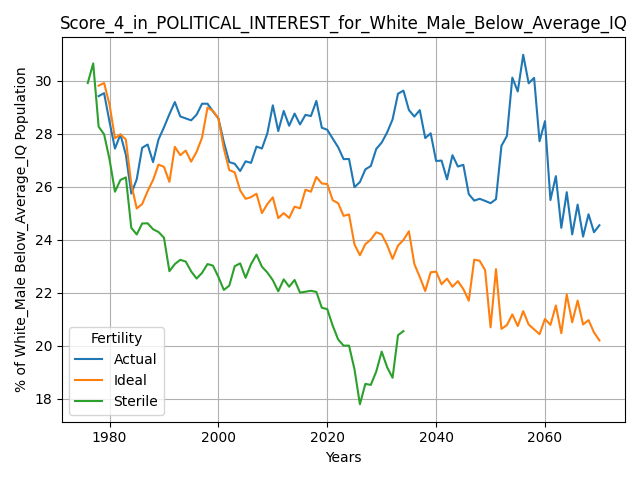 Score_4_in_POLITICAL_INTEREST_for_White_Male_Below_Average_IQ
% of White_Male Below_Average_IQ Population
30
28
26
24
22
20
18
Fertility
Actual
Ideal
Sterile
1980 2000 2020 2040 2060
Years